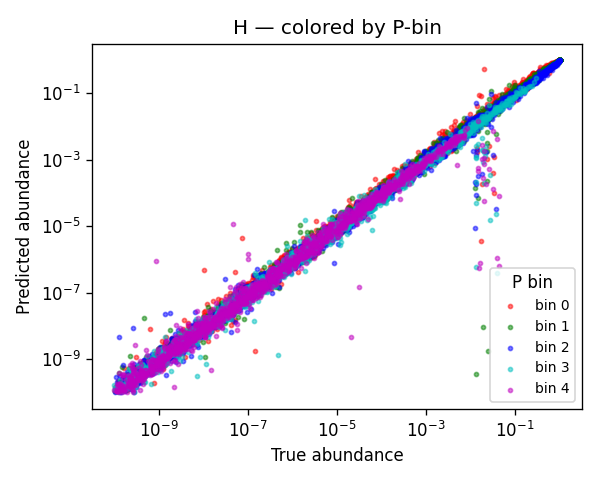 H — colored by P-bin
Predicted abundance
10⁻¹
10⁻³
10⁻⁵
10⁻⁷
10⁻⁹
P bin
bin 0
bin 1
bin 2
bin 3
bin 4
10⁻⁹ 10⁻⁷ 10⁻⁵ 10⁻³ 10⁻¹
True abundance